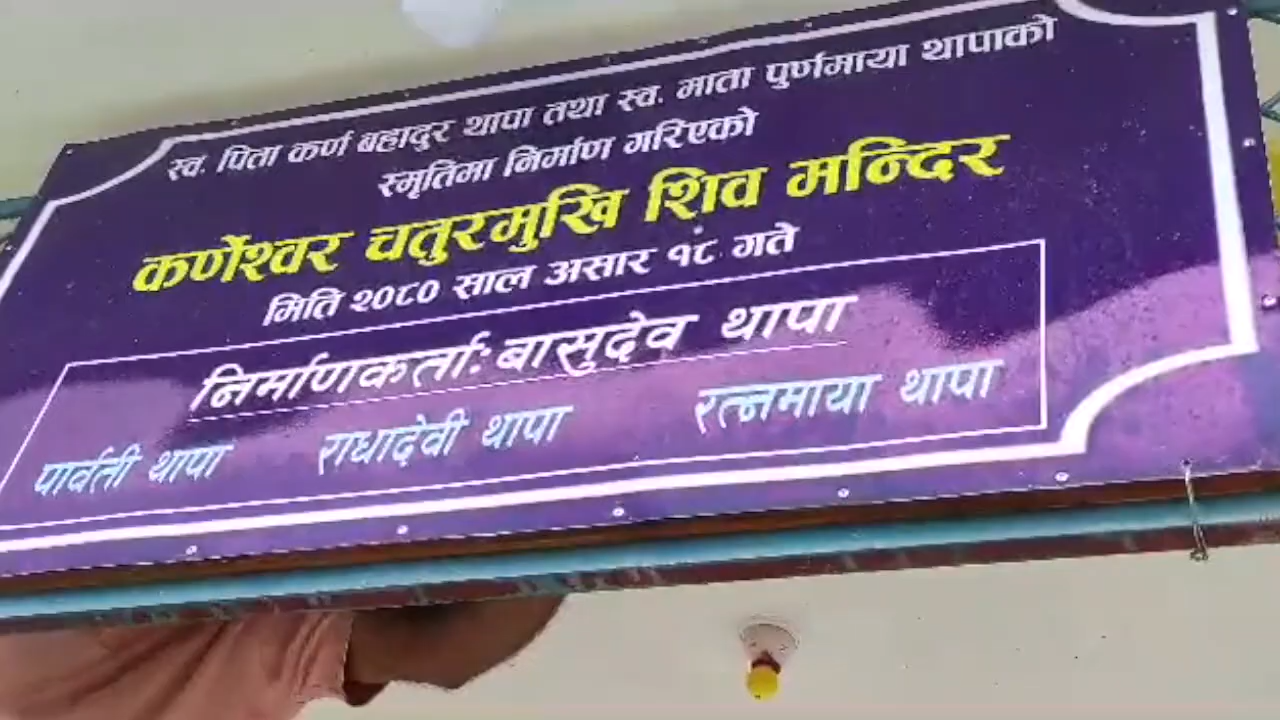 स्व. पिता कर्ण बहादुर थापा तथा स्व. माता पुर्णमाया थापाको
स्मृतिमा निर्माण गरिएको
कर्णेश्वर चतुरमुखि शिव मन्दिर
मिति २०८० साल असार १८ गते
निर्माणकर्ताः बासुदेव थापा
पार्वती थापा राधादेवी थापा रत्नमाया थापा